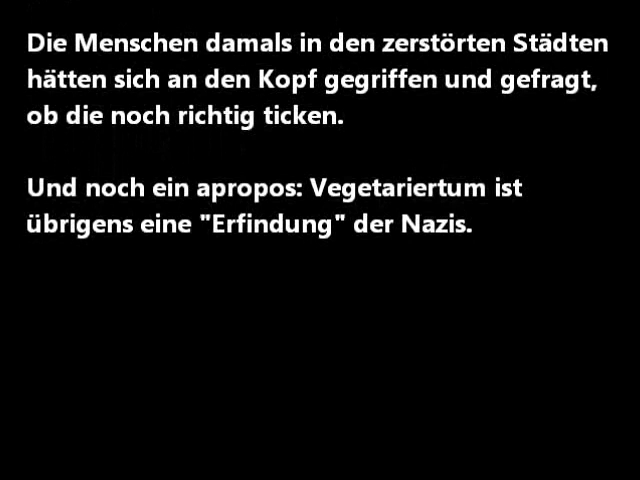 Die Menschen damals in den zerstörten Städten
hätten sich an den Kopf gegriffen und gefragt,
ob die noch richtig ticken.
Und noch ein apropos: Vegetariertum ist
übrigens eine "Erfindung" der Nazis.